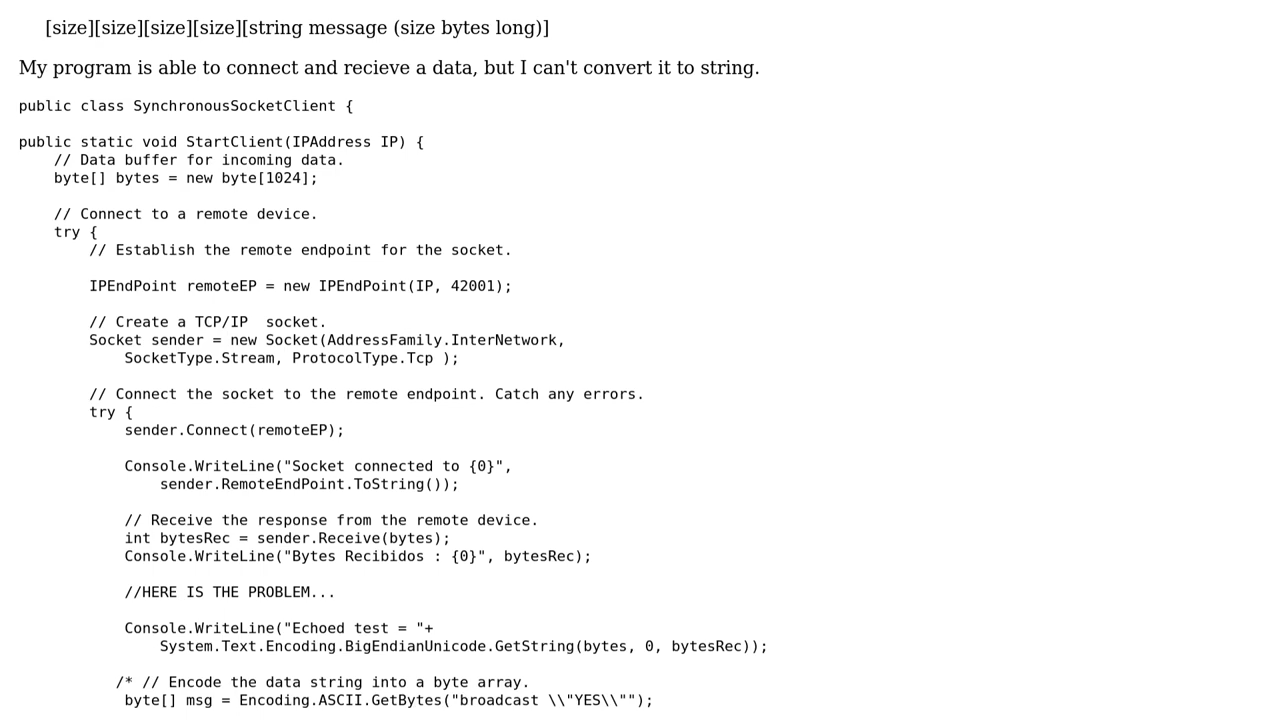 [size][size][size][size][string message (size bytes long)]
My program is able to connect and recieve a data, but I can't convert it to string.
public class SynchronousSocketClient {
public static void StartClient(IPAddress IP) {
// Data buffer for incoming data.
byte[] bytes = new byte[1024];
// Connect to a remote device.
try {
// Establish the remote endpoint for the socket.
IPEndPoint remoteEP = new IPEndPoint(IP, 42001);
// Create a TCP/IP  socket.
Socket sender = new Socket(AddressFamily.InterNetwork,
SocketType.Stream, ProtocolType.Tcp );
// Connect the socket to the remote endpoint. Catch any errors.
try {
sender.Connect(remoteEP);
Console.WriteLine("Socket connected to {0}",
sender.RemoteEndPoint.ToString());
// Receive the response from the remote device.
int bytesRec = sender.Receive(bytes);
Console.WriteLine("Bytes Recibidos : {0}", bytesRec);
//HERE IS THE PROBLEM...
Console.WriteLine("Echoed test = "+
System.Text.Encoding.BigEndianUnicode.GetString(bytes, 0, bytesRec));
/* // Encode the data string into a byte array.
byte[] msg = Encoding.ASCII.GetBytes("broadcast \\"YES\\"");